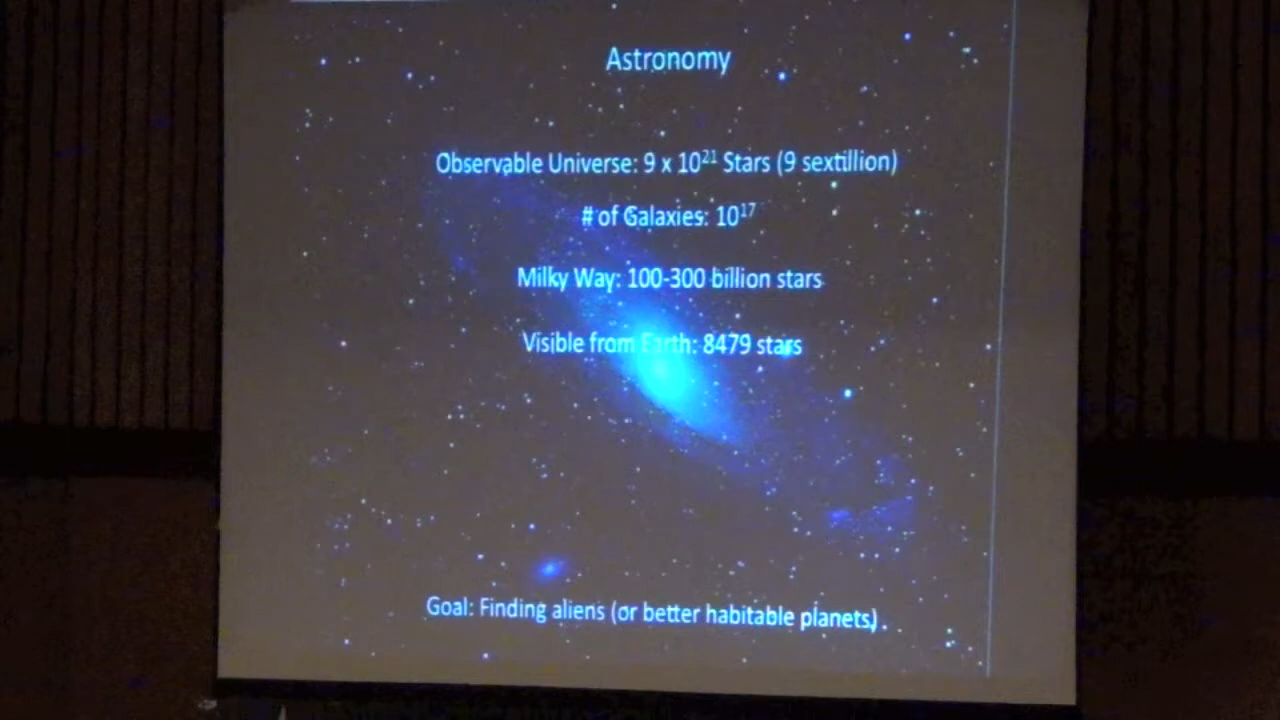 Astronomy
Observable Universe: 9 x 10²¹ Stars (9 sextillion)
# of Galaxies: 10¹⁷
Milky Way: 100-300 billion stars
Visible from Earth: 8479 stars
Goal: Finding aliens (or better habitable planets)